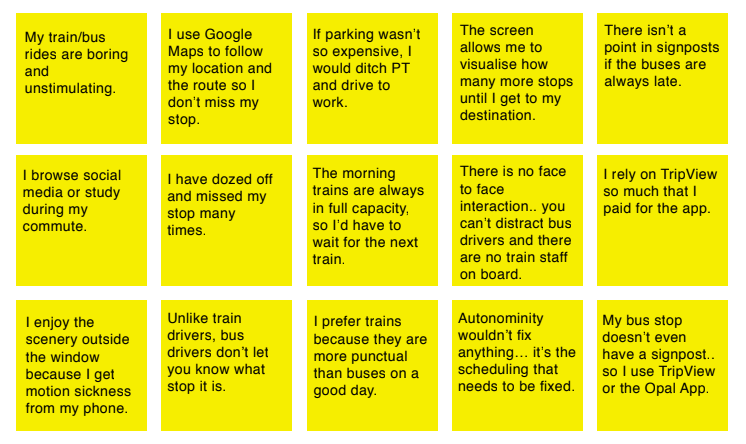 My train/bus
rides are boring
and
unstimulating.
I use Google
Maps to follow
my location and
the route so I
don't miss my
stop.
If parking wasn't
so expensive, I
would ditch PT
and drive to
work.
The screen
allows me to
visualise how
many more stops
until I get to my
destination.
There isn't a
point in signposts
if the buses are
always late.
I browse social
media or study
during my
commute.
I have dozed off
and missed my
stop many
times.
The morning
trains are always
in full capacity,
so I'd have to
wait for the next
train.
There is no face
to face
interaction.. you
can't distract bus
drivers and there
are no train staff
on board.
I rely on TripView
so much that I
paid for the app.
I enjoy the
scenery outside
the window
because I get
motion sickness
from my phone.
Unlike train
drivers, bus
drivers don't let
you know what
stop it is.
I prefer trains
because they are
more punctual
than buses on a
good day.
Autonominity
wouldn't fix
anything... it's the
scheduling that
needs to be fixed.
My bus stop
doesn't even
have a signpost..
so I use TripView
or the Opal App.